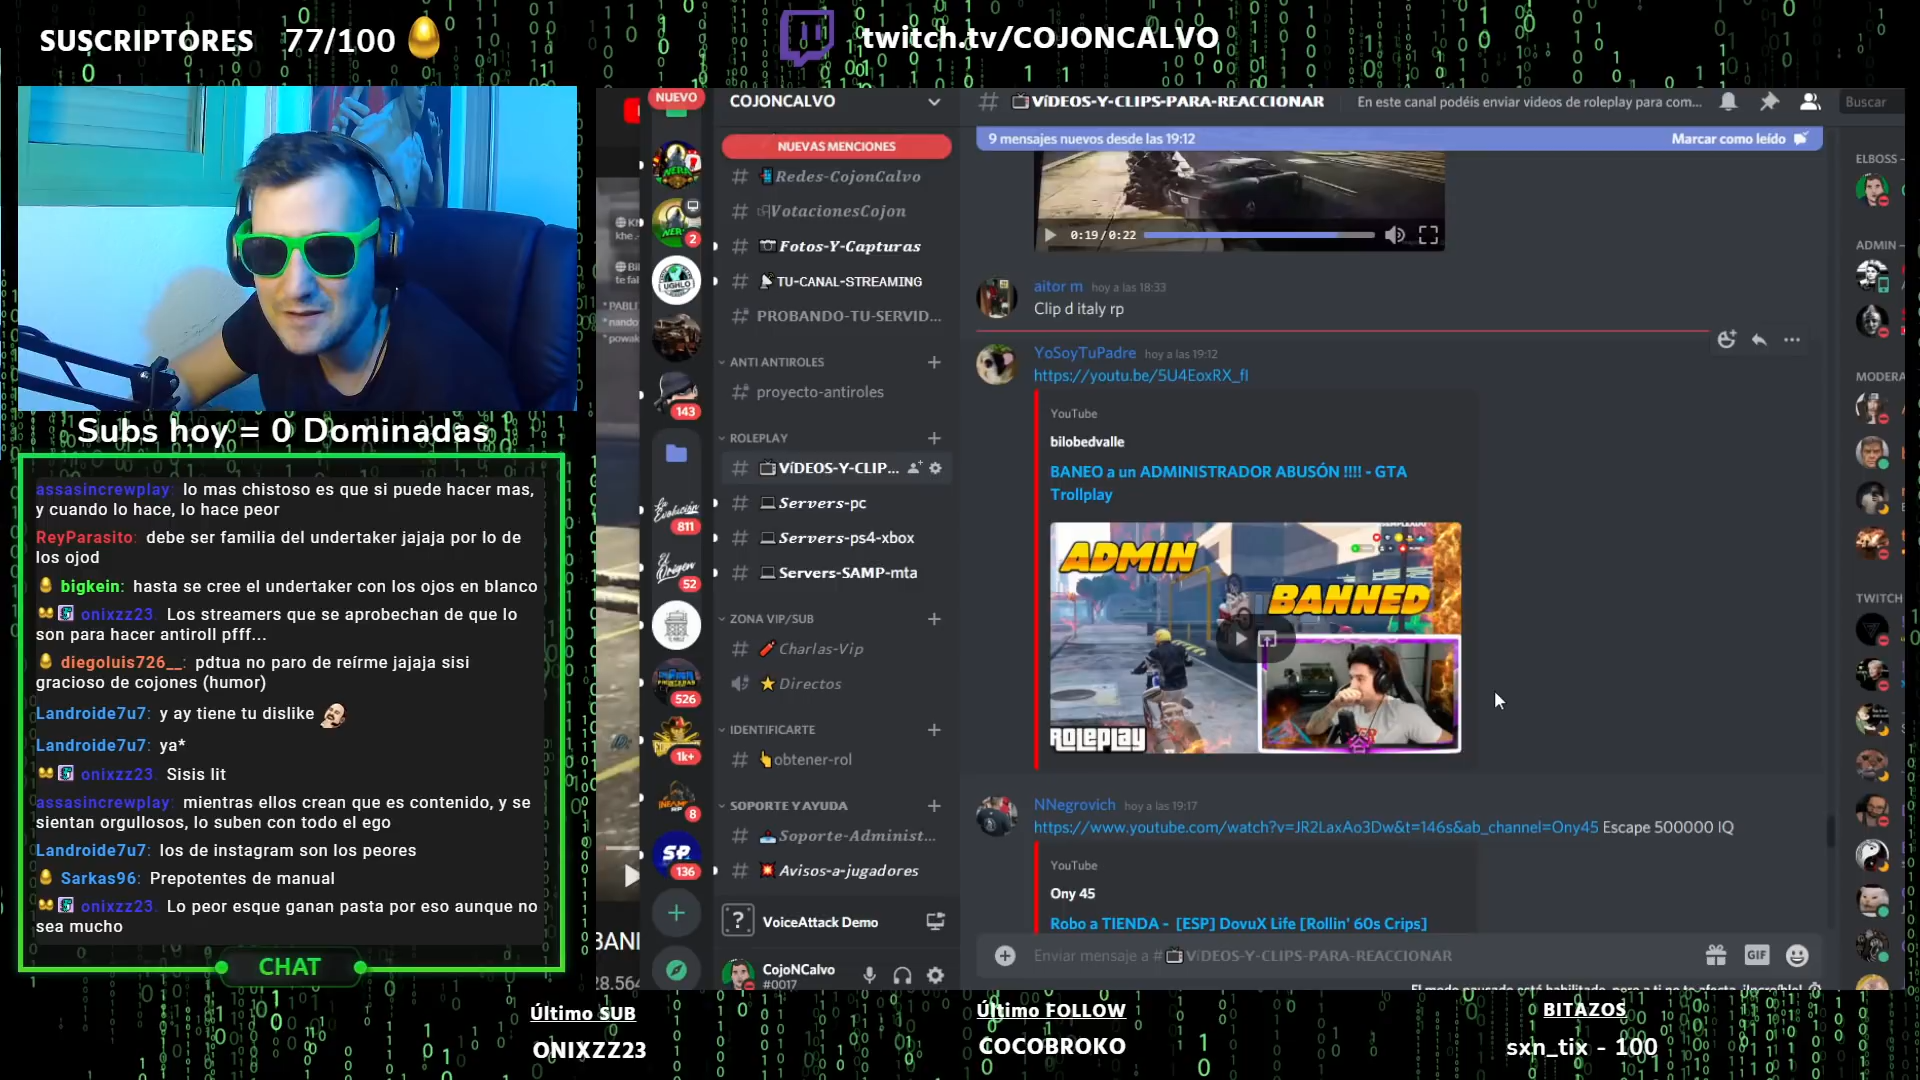 SUSCRIPTORES 77/100
twitch.tv/COJONCALVO
Subs hoy = 0 Dominadas
assasincrewplay: lo mas chistoso es que si puede hacer mas,
y cuando lo hace, lo hace peor
ReyParasito: debe ser familia del undertaker jajaja por lo de
los ojod
bigkein: hasta se cree el undertaker con los ojos en blanco
onixzz23: Los streamers que se aprobechan de que lo
son para hacer antiroll pfff...
diegoluis726__: pdtua no paro de reírme jajaja sisi
gracioso de cojones (humor)
Landroide7u7: y ay tiene tu dislike
Landroide7u7: ya*
onixzz23: Sisis lit
assasincrewplay: mientras ellos crean que es contenido, y se
sientan orgullosos, lo suben con todo el ego
Landroide7u7: los de instagram son los peores
Sarkas96: Prepotentes de manual
onixzz23: Lo peor esque ganan pasta por eso aunque no
sea mucho
CHAT
NUEVO
2
UGHLO
143
La Evolución
811
El Origen
52
526
1k+
8
SP
136
COJONCALVO
NUEVAS MENCIONES
# Redes-CojonCalvo
# VotacionesCojon
# Fotos-Y-Capturas
# TU-CANAL-STREAMING
# PROBANDO-TU-SERVID...
ANTI ANTIROLES
# proyecto-antiroles
ROLEPLAY
# VíDEOS-Y-CLIP...
# Servers-pc
# Servers-ps4-xbox
# Servers-SAMP-mta
ZONA VIP/SUB
# Charlas-Vip
Directos
IDENTIFICARTE
# obtener-rol
SOPORTE Y AYUDA
# Soporte-Administ...
# Avisos-a-jugadores
? VoiceAttack Demo
CojoNCalvo
#0017
# VíDEOS-Y-CLIPS-PARA-REACCIONAR
En este canal podéis enviar videos de roleplay para com...
Buscar
9 mensajes nuevos desde las 19:12
Marcar como leído
0:19/0:22
aitor m hoy a las 18:33
Clip d italy rp
YoSoyTuPadre hoy a las 19:12
https://youtu.be/5U4EoxRX_fI
YouTube
bilobedvalle
BANEO a un ADMINISTRADOR ABUSÓN !!!! - GTA
Trollplay
ADMIN
BANNED
ROLEPLAY
NNegrovich hoy a las 19:17
https://www.youtube.com/watch?v=JR2LaxAo3Dw&t=146s&ab_channel=Ony45 Escape 500000 IQ
YouTube
Ony 45
Robo a TIENDA - [ESP] DovuX Life [Rollin' 60s Crips]
Enviar mensaje a # VíDEOS-Y-CLIPS-PARA-REACCIONAR
GIF
ELBOSS
ADMIN
MODERA
TWITCH
Último SUB
ONIXZZ23
Último FOLLOW
COCOBROKO
BITAZOS
sxn_tix - 100